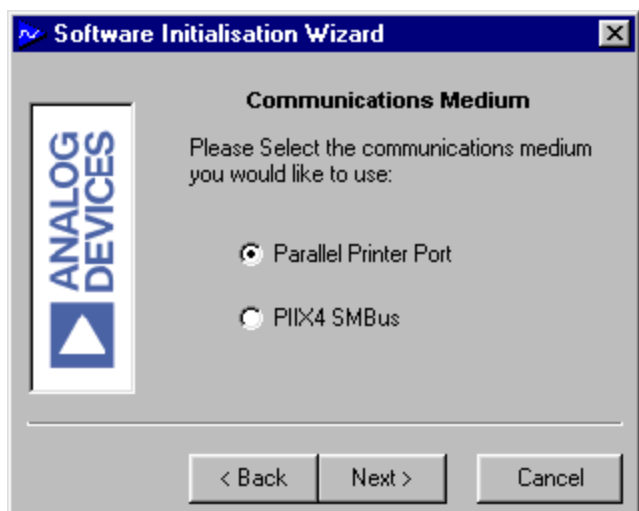 Software Initialisation Wizard
Communications Medium
Please Select the communications medium
you would like to use:
ANALOG
DEVICES
Parallel Printer Port
PIIX4 SMBus
< Back
Next >
Cancel